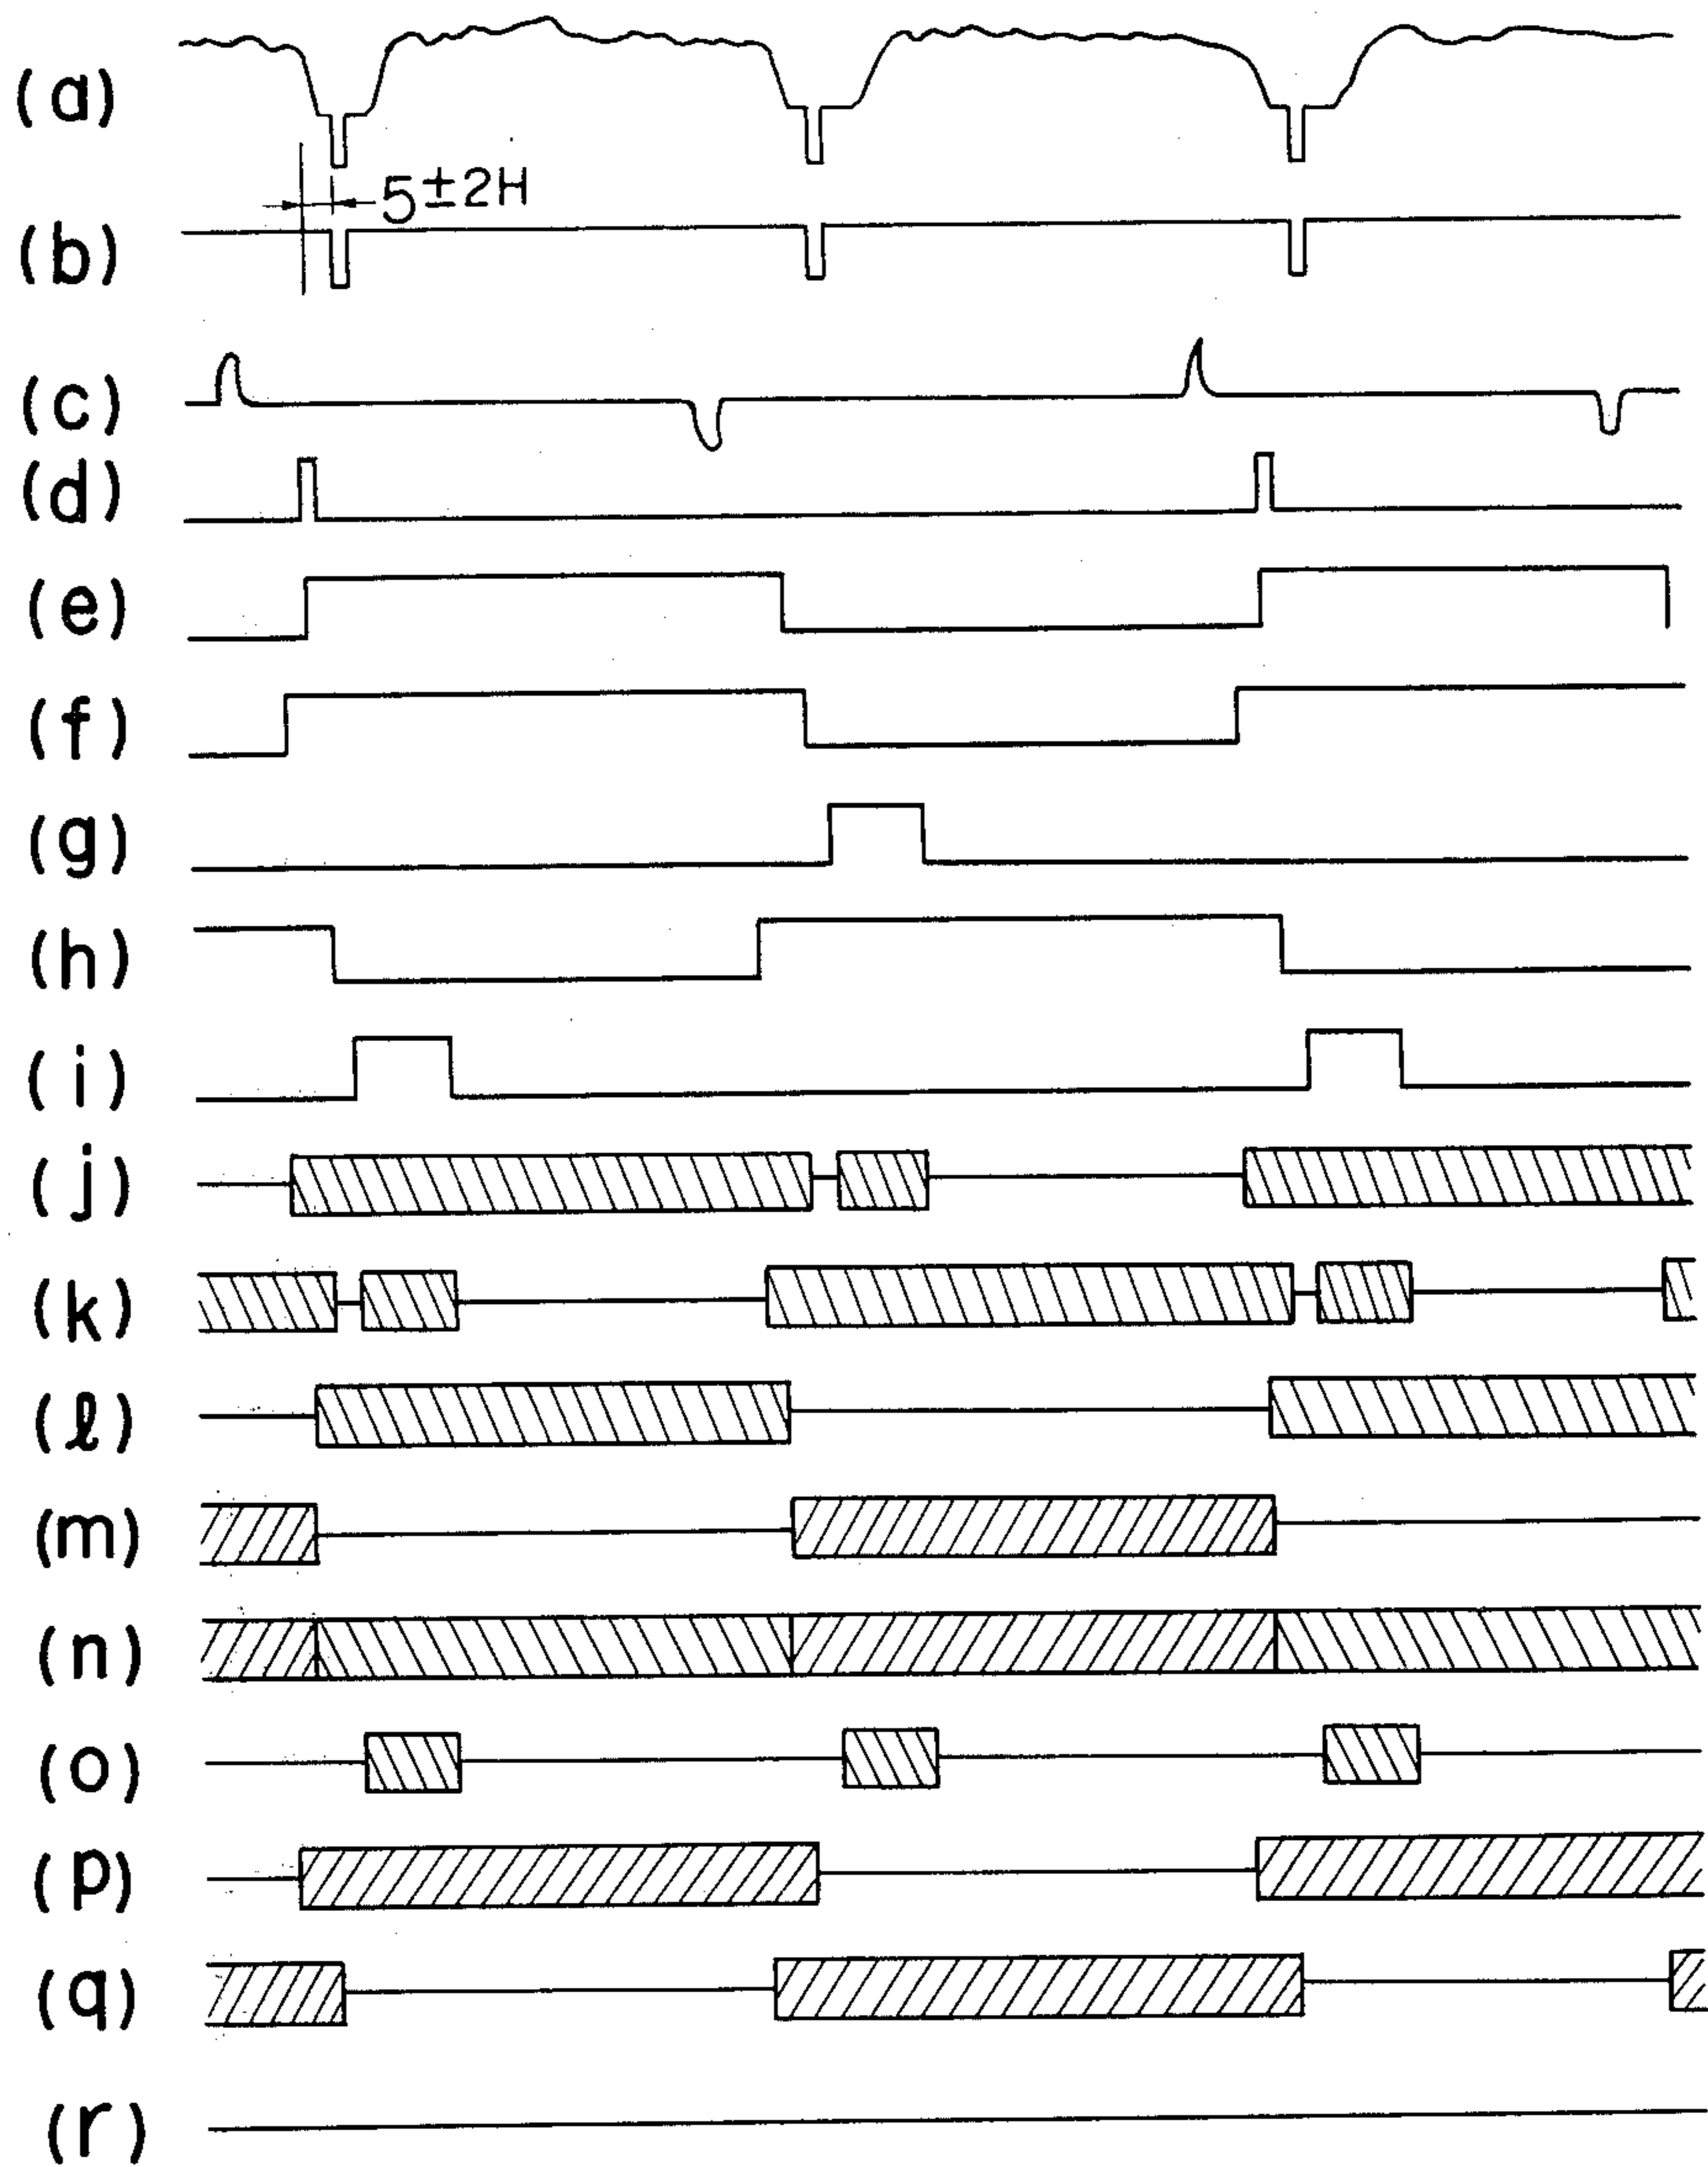 (a)
5±2H
(b)
(c)
(d)
(e)
(f)
(g)
(h)
(i)
(j)
(k)
(ℓ)
(m)
(n)
(o)
(p)
(q)
(r)